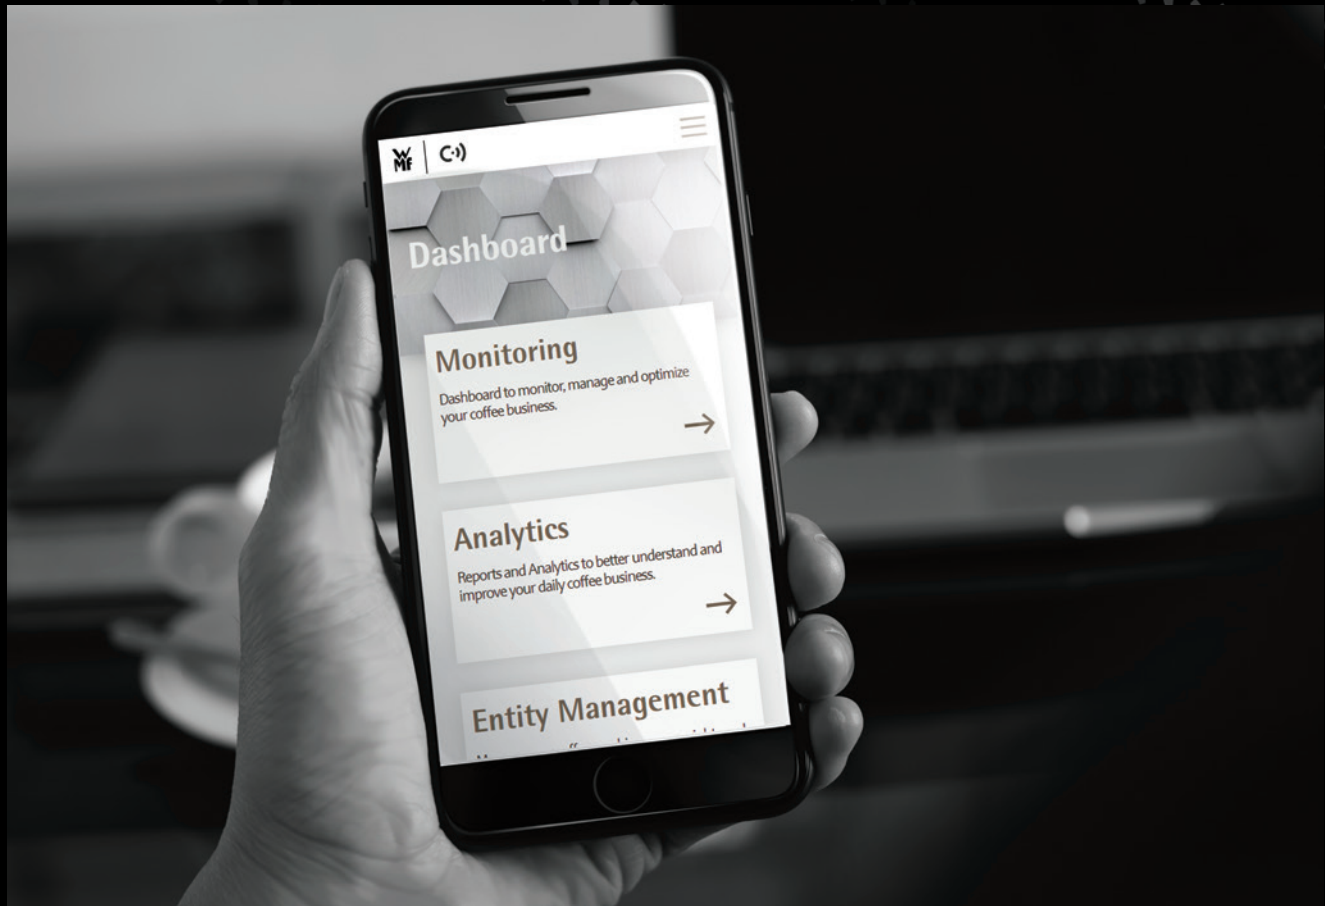 WMF
Dashboard
Monitoring
Dashboard to monitor, manage and optimize
your coffee business.
Analytics
Reports and Analytics to better understand and
improve your daily coffee business.
Entity Management